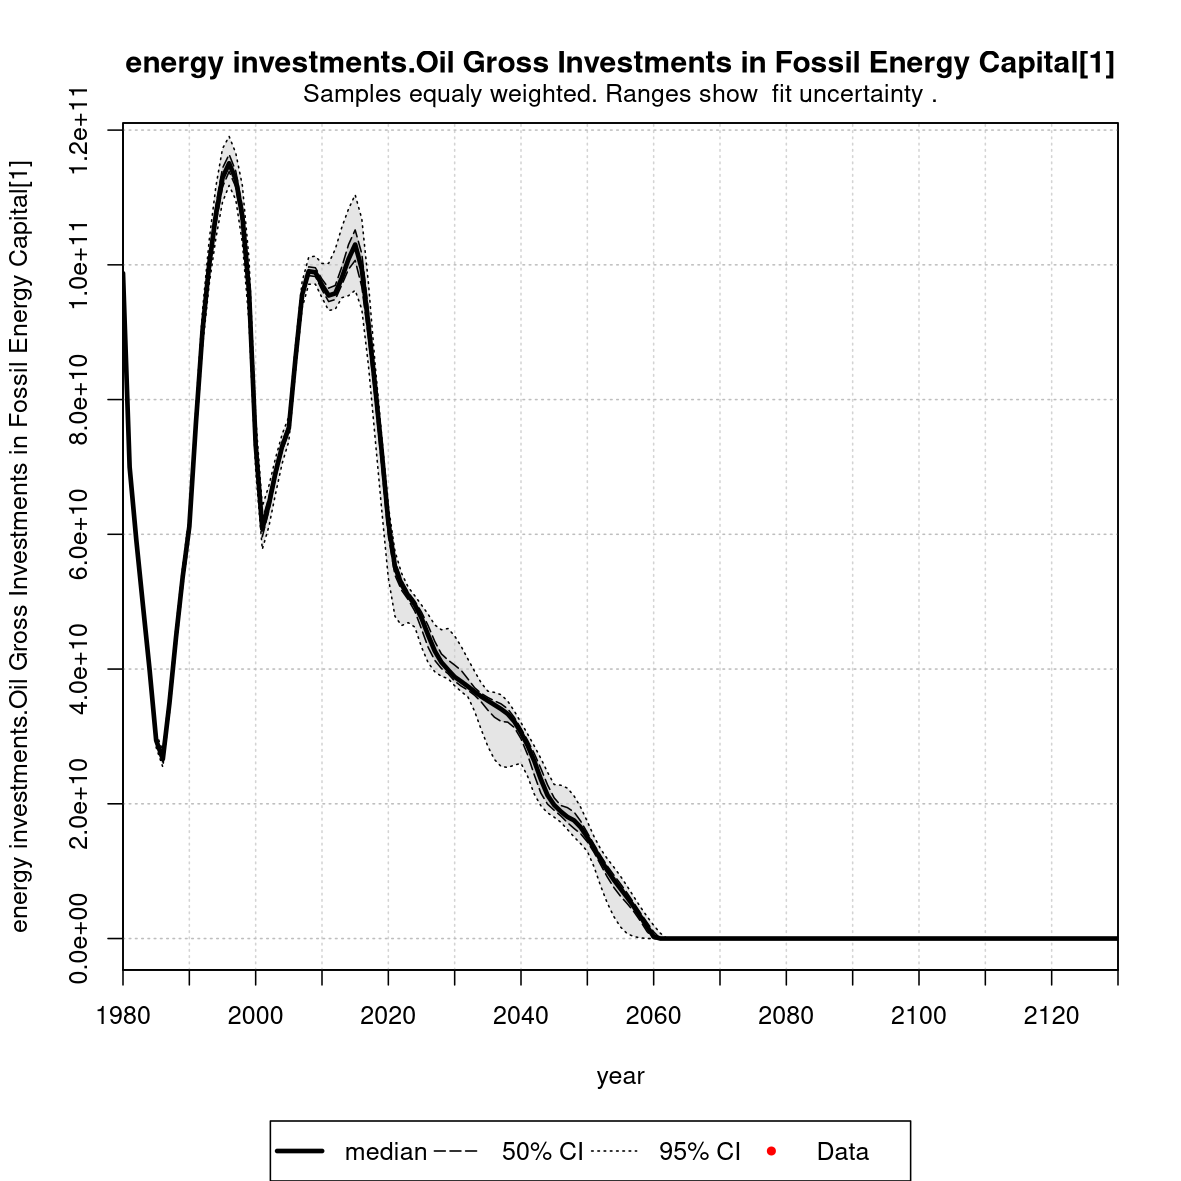 energy investments.Oil Gross Investments in Fossil Energy Capital[1]
Samples equaly weighted. Ranges show  fit uncertainty .
energy investments.Oil Gross Investments in Fossil Energy Capital[1]
1.2e+11
1.0e+11
8.0e+10
6.0e+10
4.0e+10
2.0e+10
0.0e+00
1980 2000 2020 2040 2060 2080 2100 2120
year
median 50% CI 95% CI Data